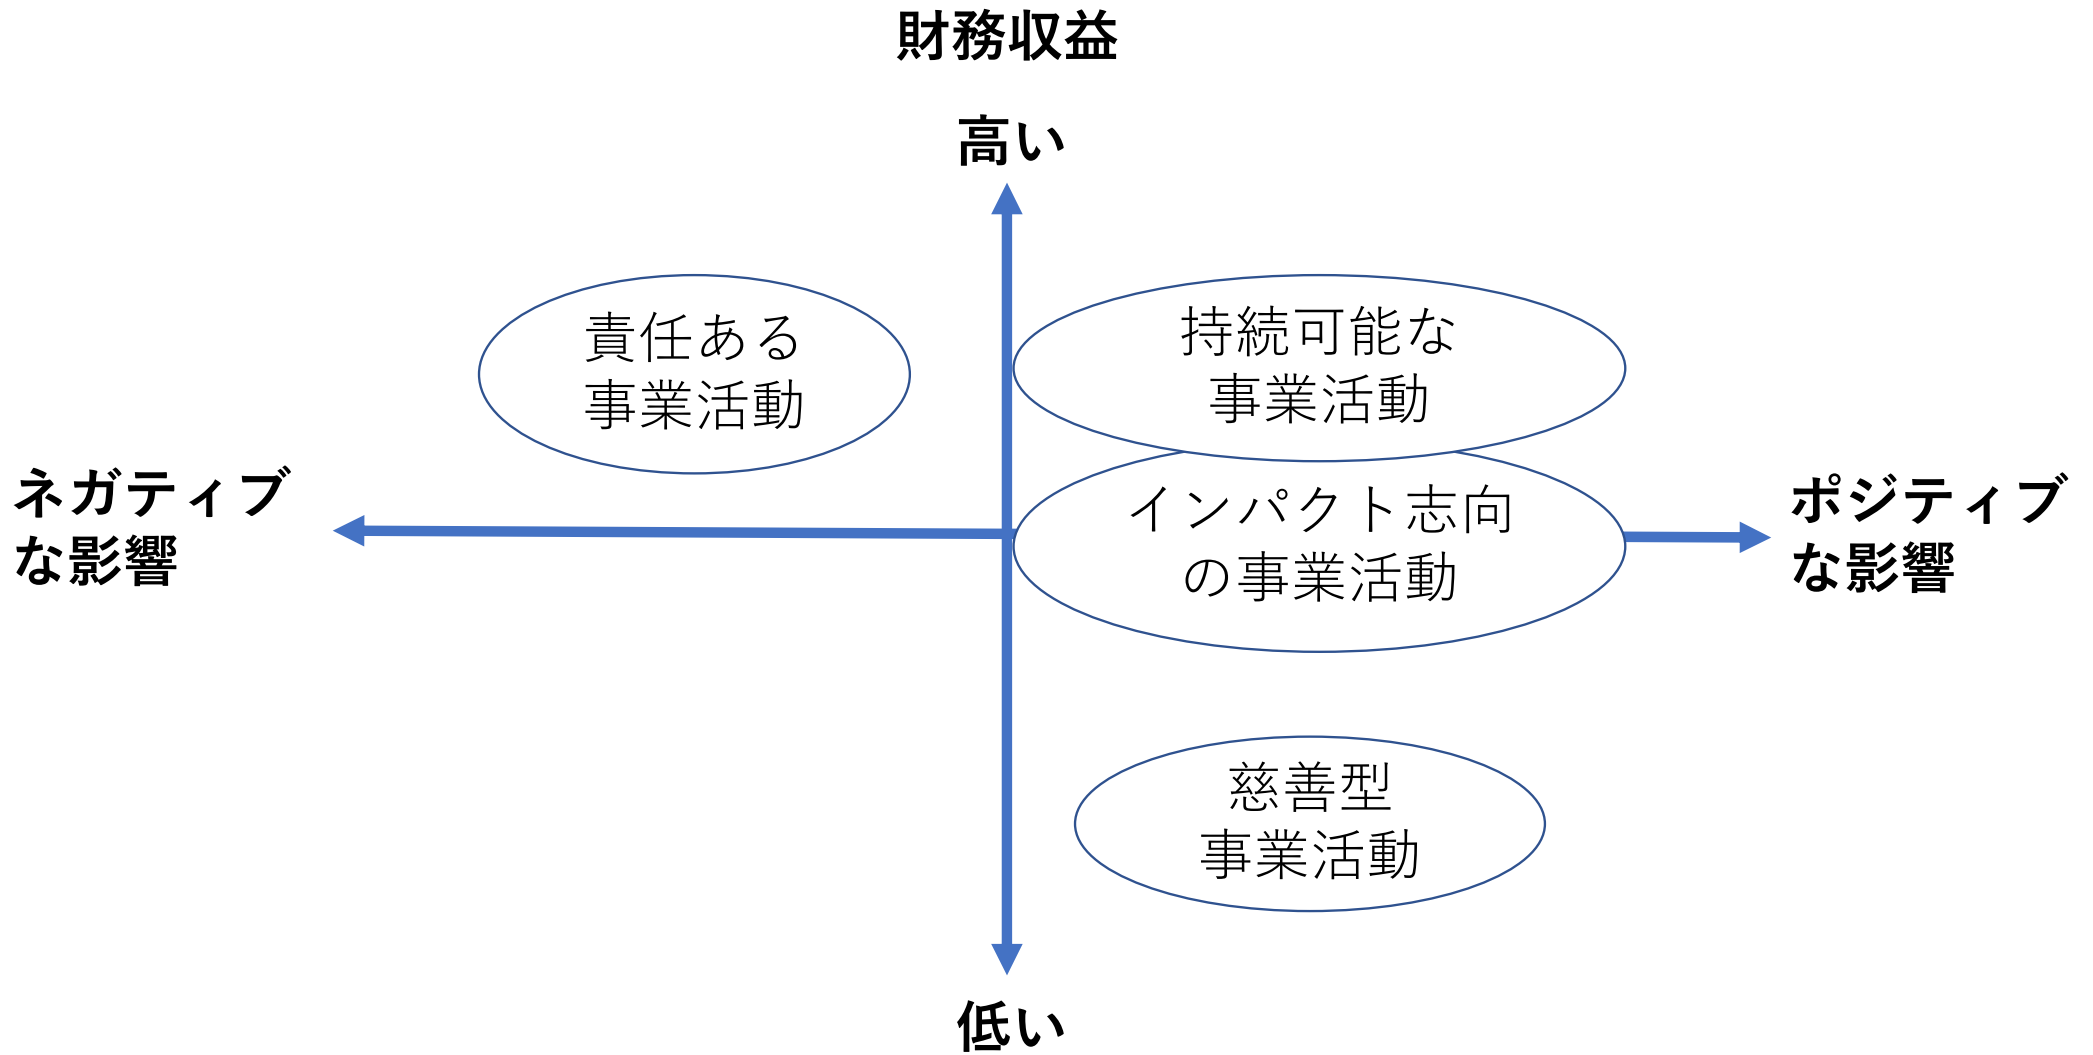 財務収益
高い
責任ある
事業活動
持続可能な
事業活動
ネガティブ
な影響
インパクト志向
の事業活動
ポジティブ
な影響
慈善型
事業活動
低い